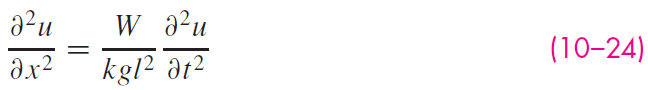 ∂²u/∂x² = W/kgl² ∂²u/∂t² (10–24)